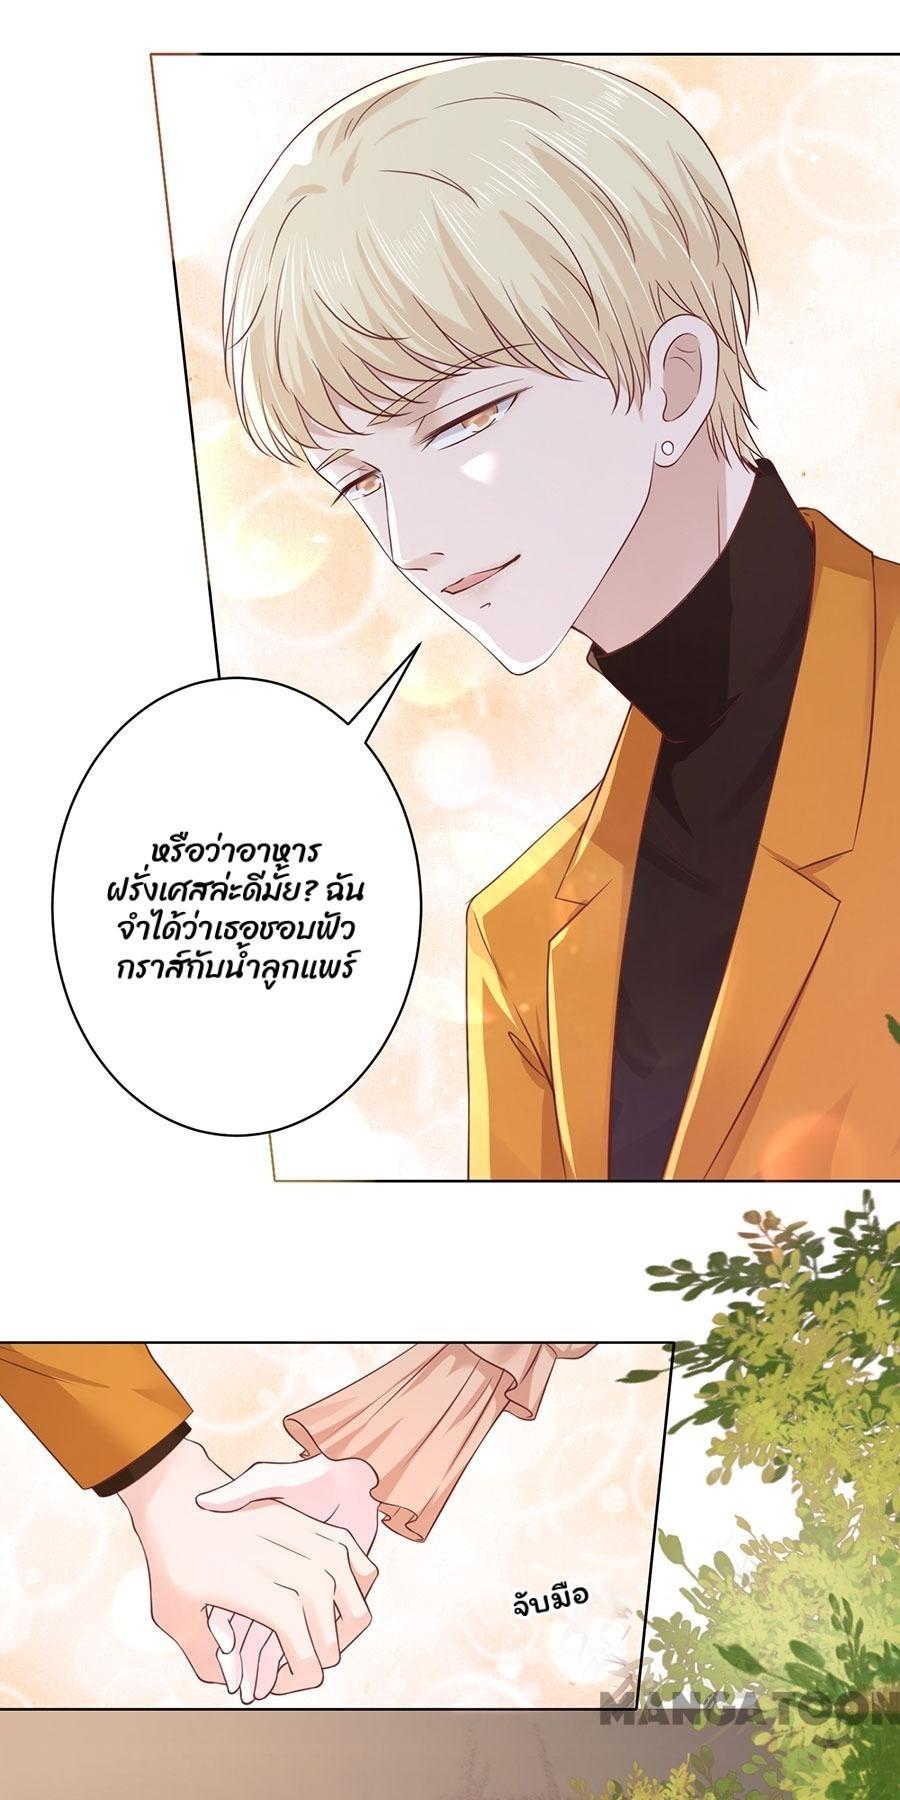 หรือว่าอาหาร
ฝรั่งเศสล่ะดีมั้ย? ฉัน
จำได้ว่าเธอชอบฟัว
กราส์กับน้ำลูกแพร์
จับมือ
MANGATOON